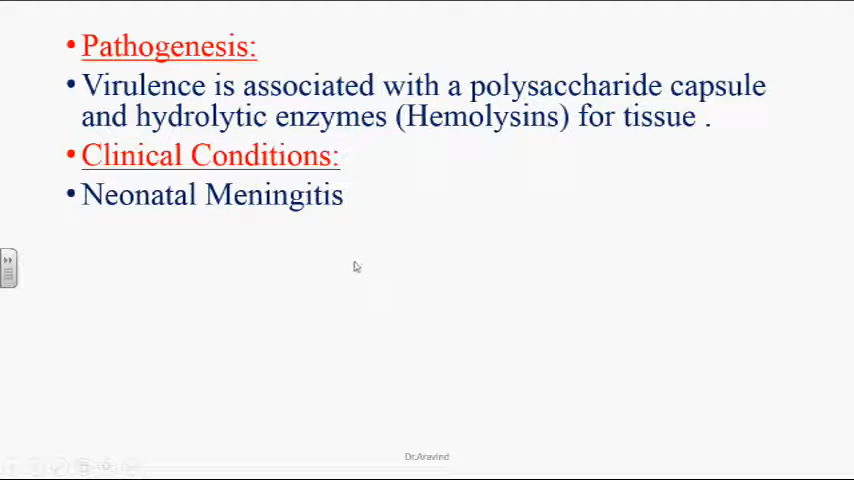 • Pathogenesis:
• Virulence is associated with a polysaccharide capsule
and hydrolytic enzymes (Hemolysins) for tissue .
• Clinical Conditions:
• Neonatal Meningitis
Dr.Aravind